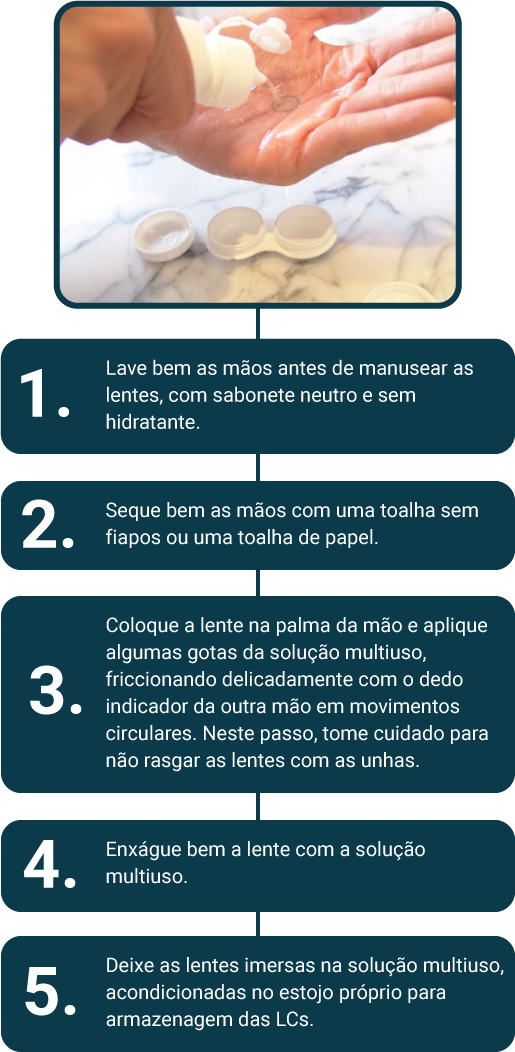 1.
Lave bem as mãos antes de manusear as
lentes, com sabonete neutro e sem
hidratante.
2.
Seque bem as mãos com uma toalha sem
fiapos ou uma toalha de papel.
3.
Coloque a lente na palma da mão e aplique
algumas gotas da solução multiuso,
friccionando delicadamente com o dedo
indicador da outra mão em movimentos
circulares. Neste passo, tome cuidado para
não rasgar as lentes com as unhas.
4.
Enxágue bem a lente com a solução
multiuso.
5.
Deixe as lentes imersas na solução multiuso,
acondicionadas no estojo próprio para
armazenagem das LCs.